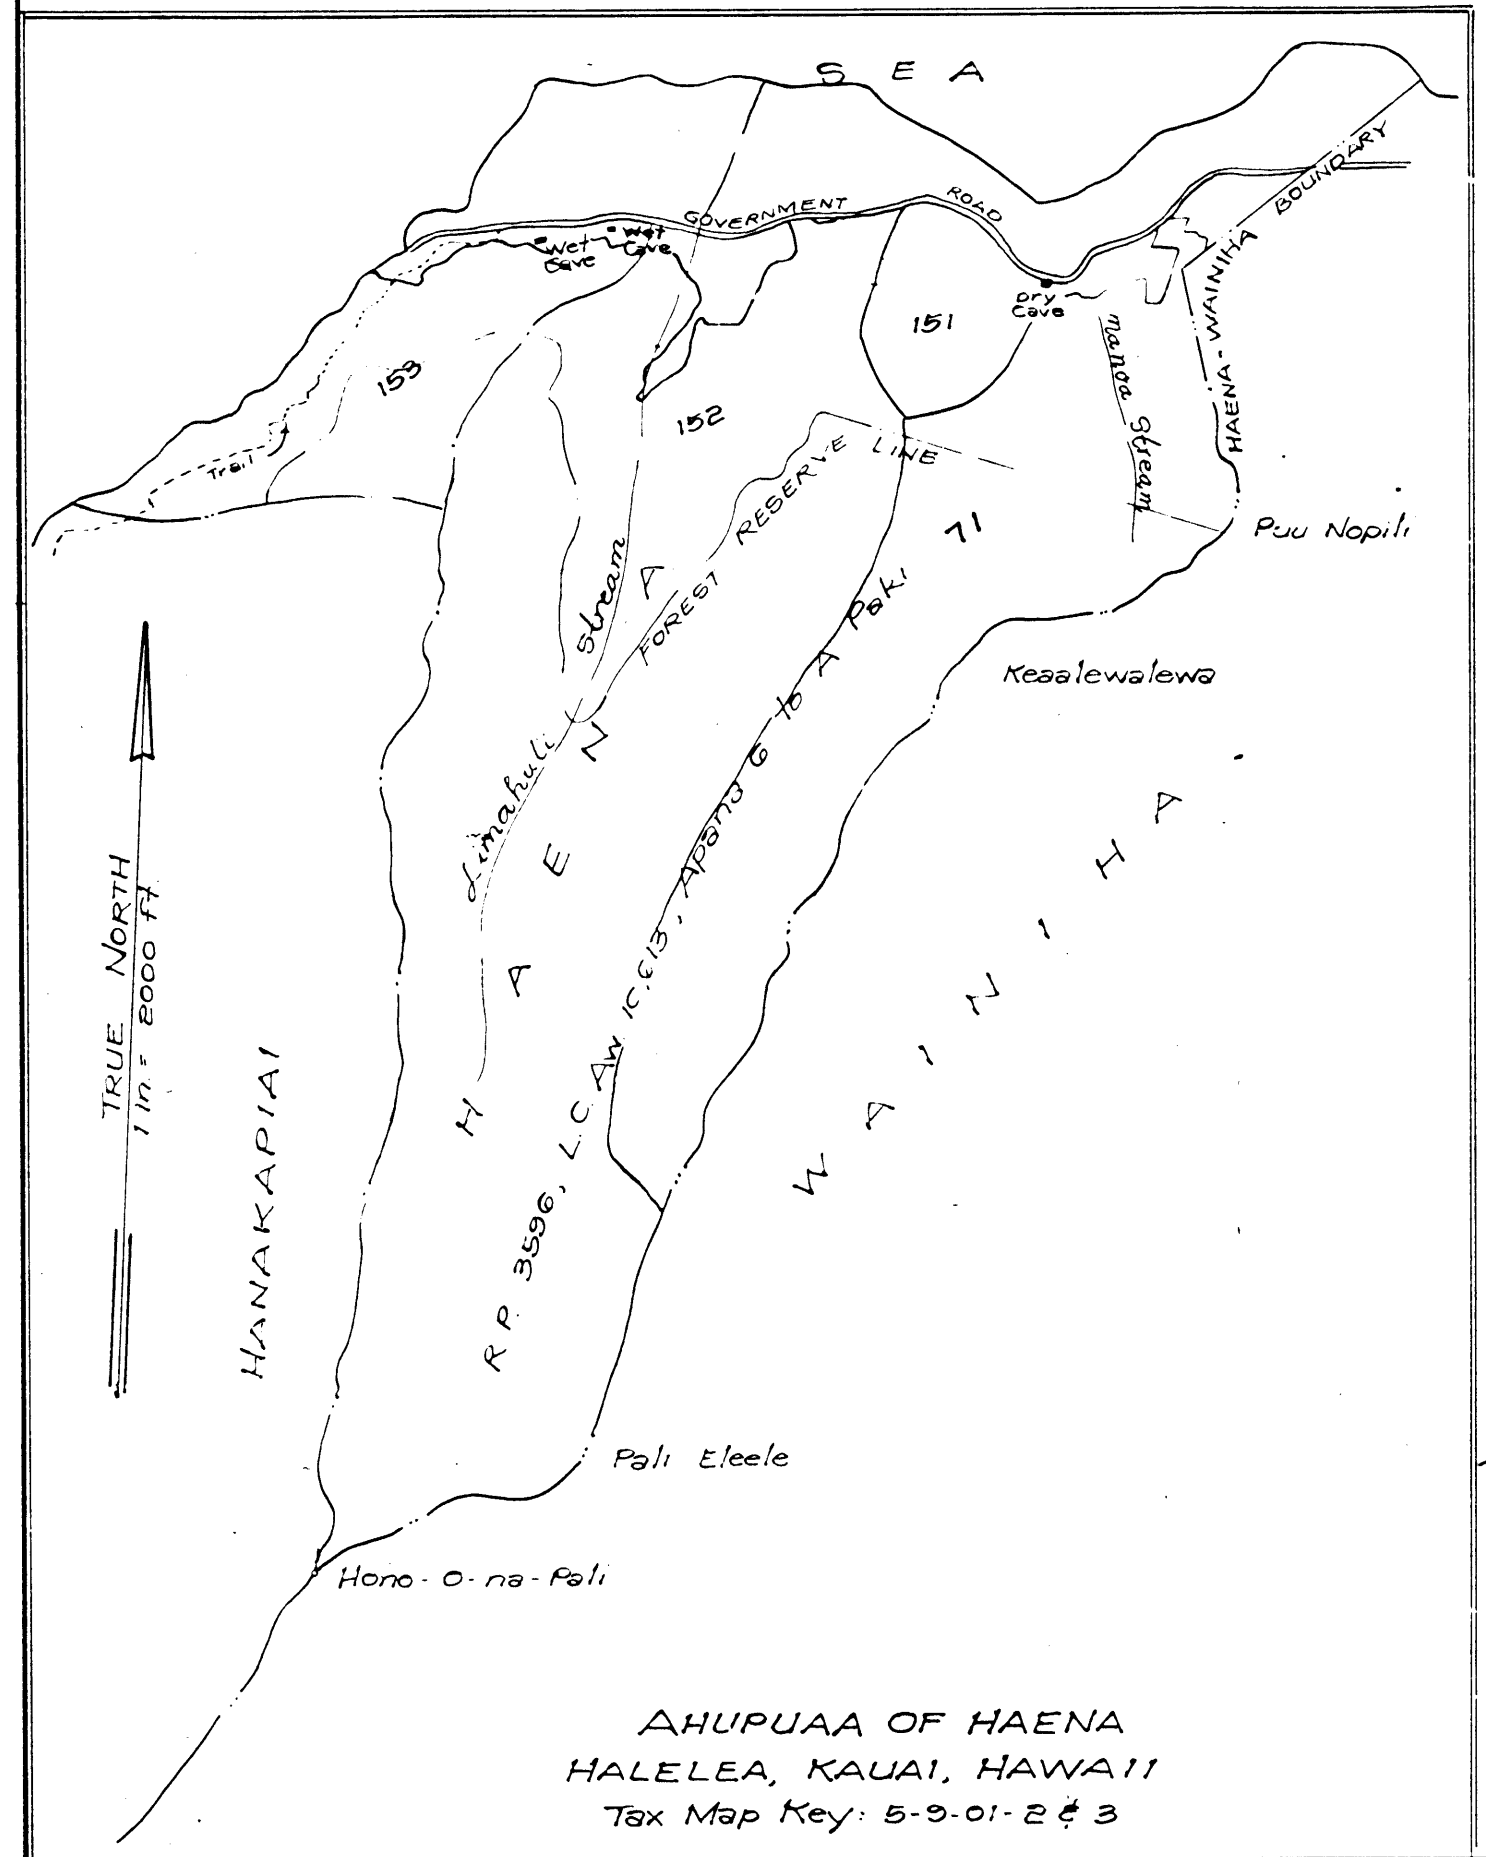 SEA
GOVERNMENT ROAD
HAENA-WAINIHA BOUNDARY
Wet Cave
Wet Cave
Dry Cave
151
153
152
Trail
Manoa Stream
FOREST RESERVE LINE
71
Puu Nopili
Keaalewalewa
Limahuli Stream
HAENA
R.P. 3596, L.C. Aw 1C,613, Apana 6 to A Paki
WAINIHA
TRUE NORTH
1 in. = 2000 ft.
HANAKAPIAI
Pali Eleele
Hono-o-na-Pali
AHUPUAA OF HAENA
HALELEA, KAUAI, HAWAII
Tax Map Key: 5-9-01-2 & 3